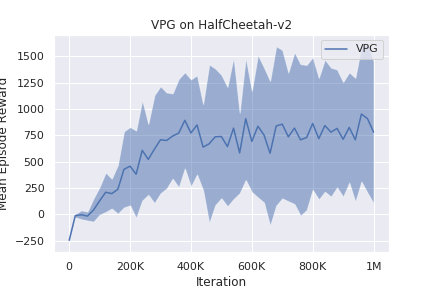 VPG on HalfCheetah-v2
VPG
Mean Episode Reward
1500
1250
1000
750
500
250
0
−250
0
200K
400K
600K
800K
1M
Iteration